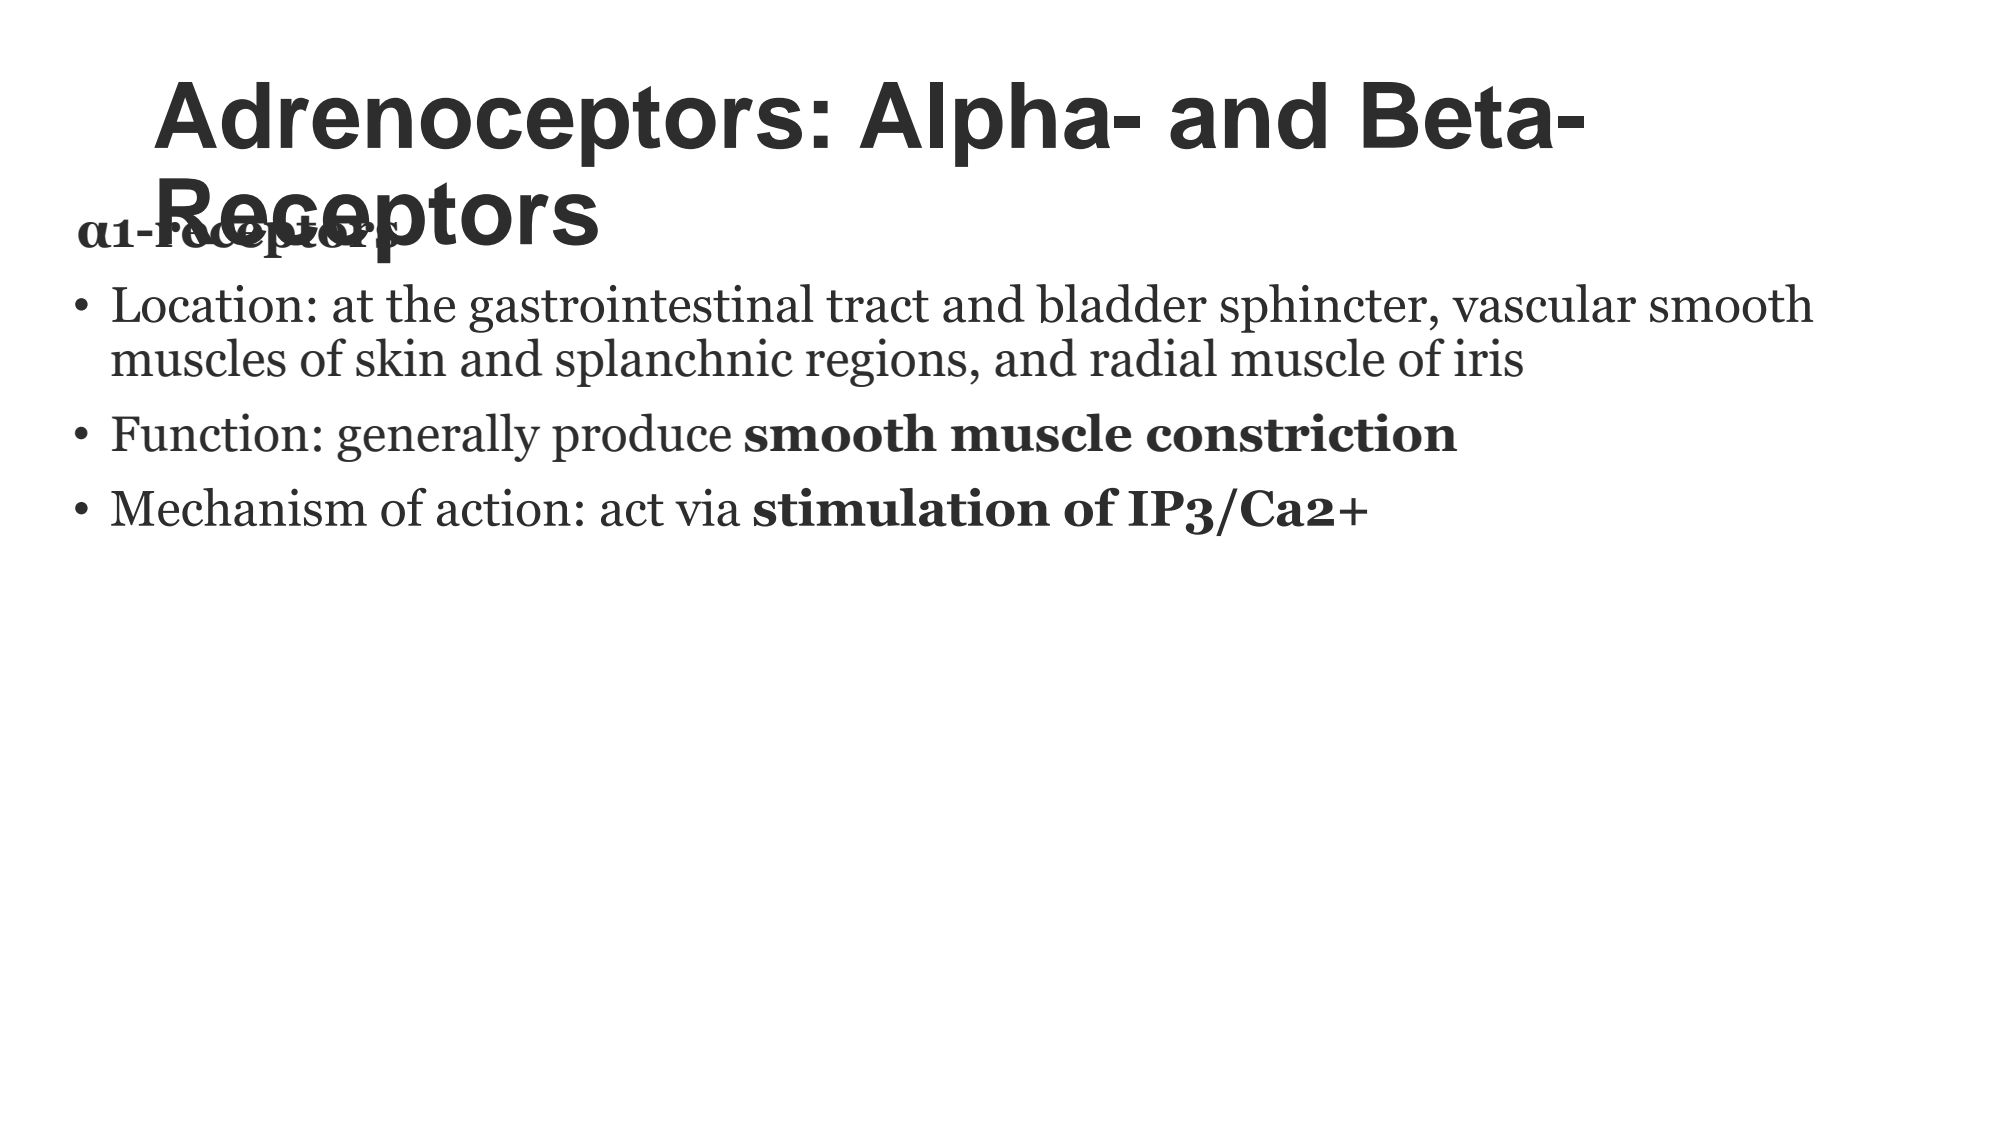 Adrenoceptors: Alpha- and Beta-
Receptors
α1-receptors
• Location: at the gastrointestinal tract and bladder sphincter, vascular smooth
muscles of skin and splanchnic regions, and radial muscle of iris
• Function: generally produce smooth muscle constriction
• Mechanism of action: act via stimulation of IP3/Ca2+